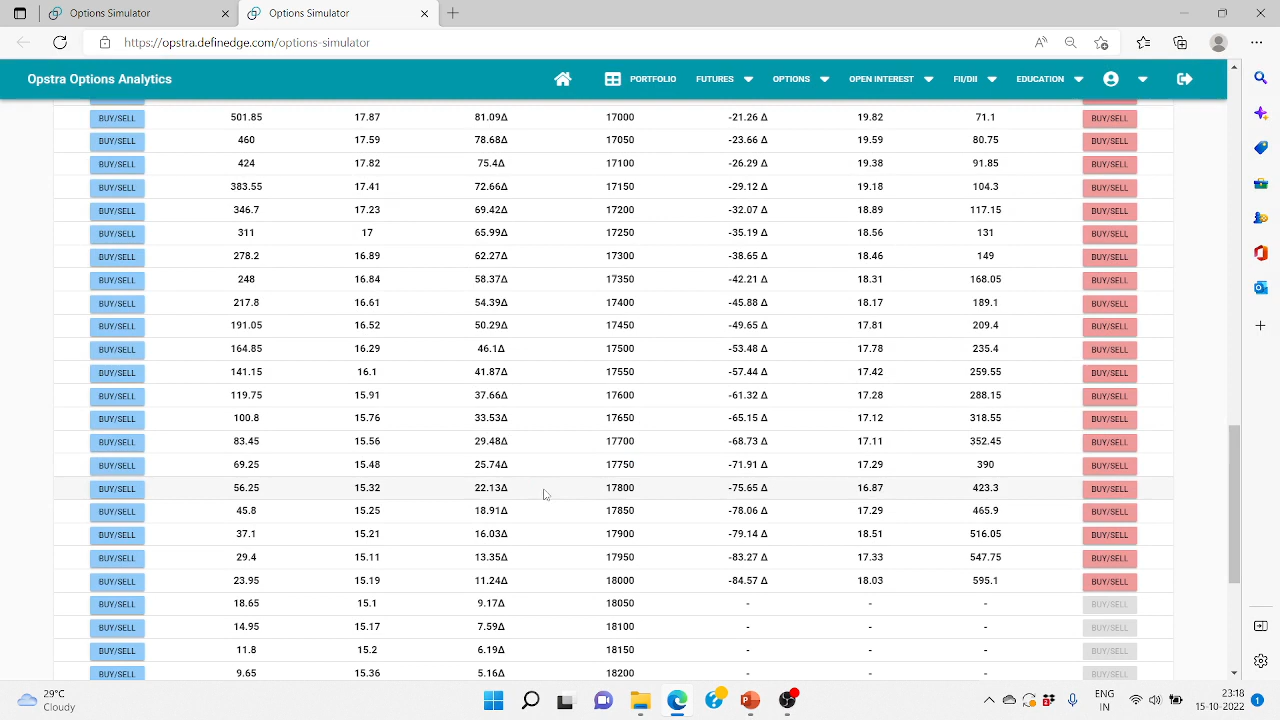 Options Simulator
Options Simulator
https://opstra.definedge.com/options-simulator
Opstra Options Analytics
PORTFOLIO FUTURES OPTIONS OPEN INTEREST FII/DII EDUCATION
BUY/SELL 501.85 17.87 81.09Δ 17000 -21.26 Δ 19.82 71.1 BUY/SELL
BUY/SELL 460 17.59 78.68Δ 17050 -23.66 Δ 19.59 80.75 BUY/SELL
BUY/SELL 424 17.82 75.4Δ 17100 -26.29 Δ 19.38 91.85 BUY/SELL
BUY/SELL 383.55 17.41 72.66Δ 17150 -29.12 Δ 19.18 104.3 BUY/SELL
BUY/SELL 346.7 17.23 69.42Δ 17200 -32.07 Δ 18.89 117.15 BUY/SELL
BUY/SELL 311 17 65.99Δ 17250 -35.19 Δ 18.56 131 BUY/SELL
BUY/SELL 278.2 16.89 62.27Δ 17300 -38.65 Δ 18.46 149 BUY/SELL
BUY/SELL 248 16.84 58.37Δ 17350 -42.21 Δ 18.31 168.05 BUY/SELL
BUY/SELL 217.8 16.61 54.39Δ 17400 -45.88 Δ 18.17 189.1 BUY/SELL
BUY/SELL 191.05 16.52 50.29Δ 17450 -49.65 Δ 17.81 209.4 BUY/SELL
BUY/SELL 164.85 16.29 46.1Δ 17500 -53.48 Δ 17.78 235.4 BUY/SELL
BUY/SELL 141.15 16.1 41.87Δ 17550 -57.44 Δ 17.42 259.55 BUY/SELL
BUY/SELL 119.75 15.91 37.66Δ 17600 -61.32 Δ 17.28 288.15 BUY/SELL
BUY/SELL 100.8 15.76 33.53Δ 17650 -65.15 Δ 17.12 318.55 BUY/SELL
BUY/SELL 83.45 15.56 29.48Δ 17700 -68.73 Δ 17.11 352.45 BUY/SELL
BUY/SELL 69.25 15.48 25.74Δ 17750 -71.91 Δ 17.29 390 BUY/SELL
BUY/SELL 56.25 15.32 22.13Δ 17800 -75.65 Δ 16.87 423.3 BUY/SELL
BUY/SELL 45.8 15.25 18.91Δ 17850 -78.06 Δ 17.29 465.9 BUY/SELL
BUY/SELL 37.1 15.21 16.03Δ 17900 -79.14 Δ 18.51 516.05 BUY/SELL
BUY/SELL 29.4 15.11 13.35Δ 17950 -83.27 Δ 17.33 547.75 BUY/SELL
BUY/SELL 23.95 15.19 11.24Δ 18000 -84.57 Δ 18.03 595.1 BUY/SELL
BUY/SELL 18.65 15.1 9.17Δ 18050 - - - BUY/SELL
BUY/SELL 14.95 15.17 7.59Δ 18100 - - - BUY/SELL
BUY/SELL 11.8 15.2 6.19Δ 18150 - - - BUY/SELL
BUY/SELL 9.65 15.36 5.16Δ 18200 - - - BUY/SELL
29°C
Cloudy
ENG
IN
23:18
15-10-2022
1